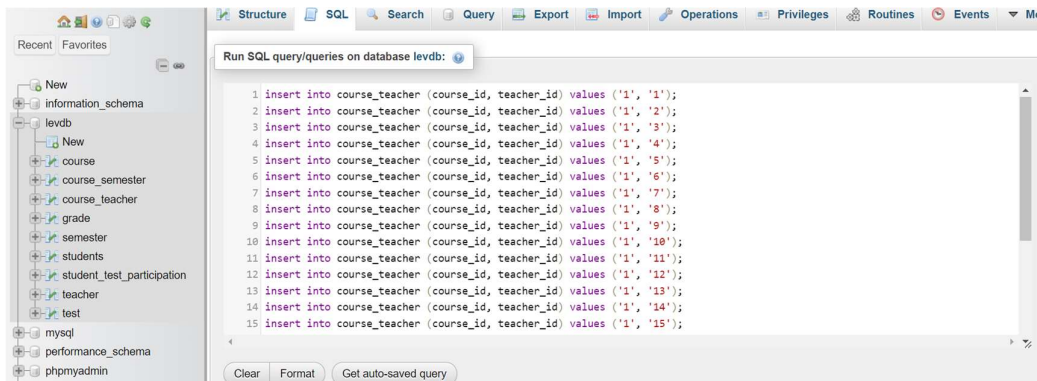 Structure SQL Search Query Export Import Operations Privileges Routines Events
Recent Favorites
New
information_schema
levdb
New
course
course_semester
course_teacher
grade
semester
students
student_test_participation
teacher
test
mysql
performance_schema
phpmyadmin
Run SQL query/queries on database levdb:
1 insert into course_teacher (course_id, teacher_id) values ('1', '1');
2 insert into course_teacher (course_id, teacher_id) values ('1', '2');
3 insert into course_teacher (course_id, teacher_id) values ('1', '3');
4 insert into course_teacher (course_id, teacher_id) values ('1', '4');
5 insert into course_teacher (course_id, teacher_id) values ('1', '5');
6 insert into course_teacher (course_id, teacher_id) values ('1', '6');
7 insert into course_teacher (course_id, teacher_id) values ('1', '7');
8 insert into course_teacher (course_id, teacher_id) values ('1', '8');
9 insert into course_teacher (course_id, teacher_id) values ('1', '9');
10 insert into course_teacher (course_id, teacher_id) values ('1', '10');
11 insert into course_teacher (course_id, teacher_id) values ('1', '11');
12 insert into course_teacher (course_id, teacher_id) values ('1', '12');
13 insert into course_teacher (course_id, teacher_id) values ('1', '13');
14 insert into course_teacher (course_id, teacher_id) values ('1', '14');
15 insert into course_teacher (course_id, teacher_id) values ('1', '15');
Clear Format Get auto-saved query